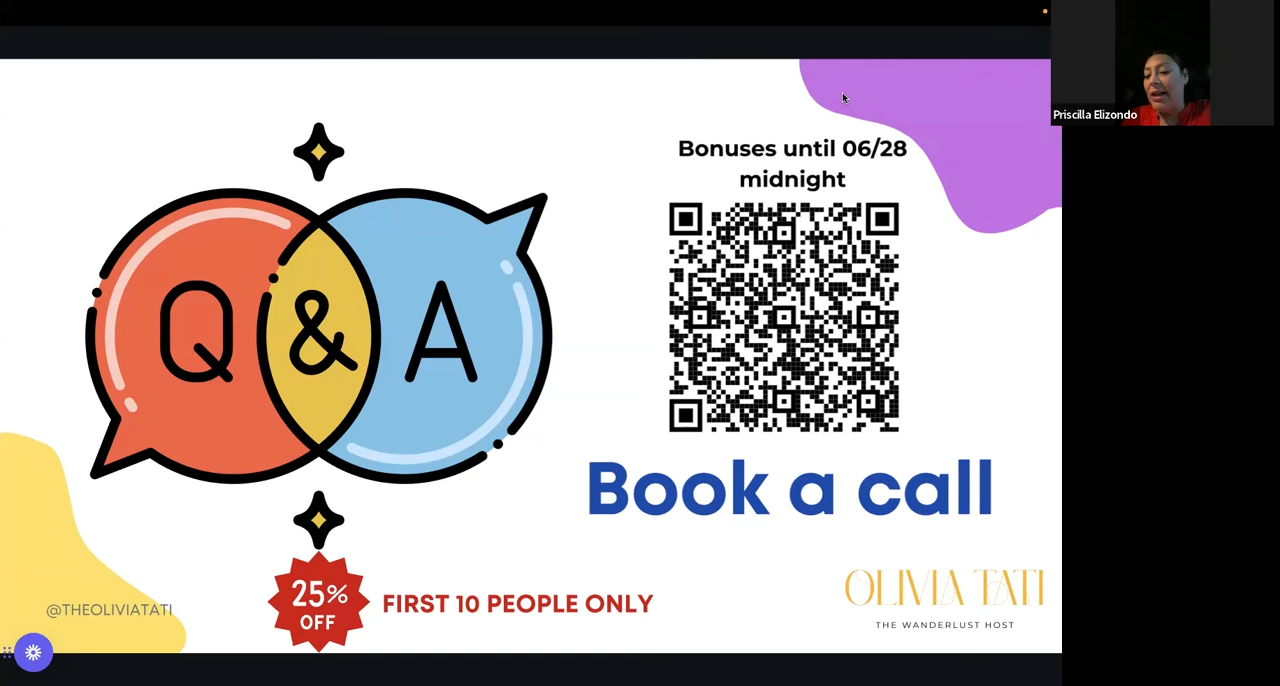 Priscilla Elizondo
Bonuses until 06/28
midnight
Q & A
Book a call
25%
OFF
FIRST 10 PEOPLE ONLY
@THEOLIVIATATI
OLIVIA TATI
THE WANDERLUST HOST